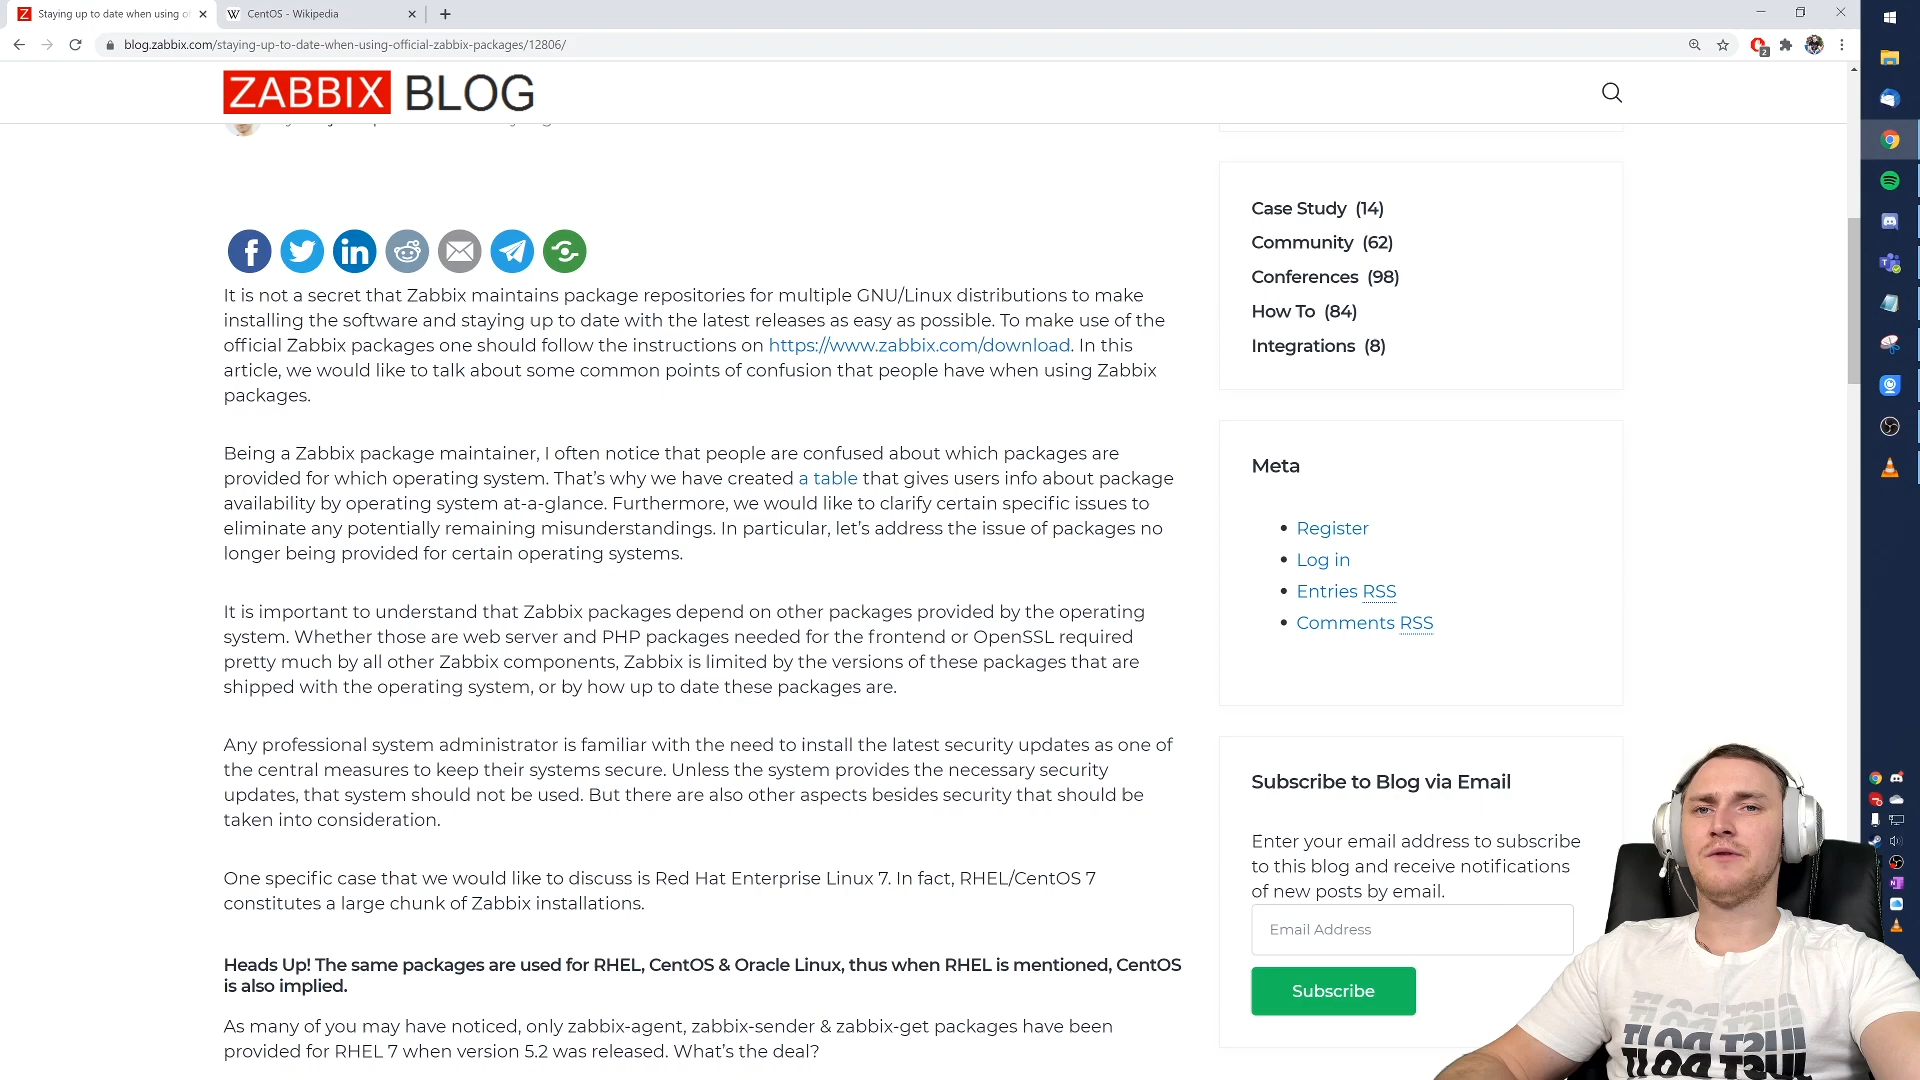 Staying up to date when using of
CentOS - Wikipedia
blog.zabbix.com/staying-up-to-date-when-using-official-zabbix-packages/12806/
2
ZABBIX BLOG
It is not a secret that Zabbix maintains package repositories for multiple GNU/Linux distributions to make
installing the software and staying up to date with the latest releases as easy as possible. To make use of the
official Zabbix packages one should follow the instructions on https://www.zabbix.com/download. In this
article, we would like to talk about some common points of confusion that people have when using Zabbix
packages.
Being a Zabbix package maintainer, I often notice that people are confused about which packages are
provided for which operating system. That's why we have created a table that gives users info about package
availability by operating system at-a-glance. Furthermore, we would like to clarify certain specific issues to
eliminate any potentially remaining misunderstandings. In particular, let's address the issue of packages no
longer being provided for certain operating systems.
It is important to understand that Zabbix packages depend on other packages provided by the operating
system. Whether those are web server and PHP packages needed for the frontend or OpenSSL required
pretty much by all other Zabbix components, Zabbix is limited by the versions of these packages that are
shipped with the operating system, or by how up to date these packages are.
Any professional system administrator is familiar with the need to install the latest security updates as one of
the central measures to keep their systems secure. Unless the system provides the necessary security
updates, that system should not be used. But there are also other aspects besides security that should be
taken into consideration.
One specific case that we would like to discuss is Red Hat Enterprise Linux 7. In fact, RHEL/CentOS 7
constitutes a large chunk of Zabbix installations.
Heads Up! The same packages are used for RHEL, CentOS & Oracle Linux, thus when RHEL is mentioned, CentOS
is also implied.
As many of you may have noticed, only zabbix-agent, zabbix-sender & zabbix-get packages have been
provided for RHEL 7 when version 5.2 was released. What's the deal?
Case Study (14)
Community (62)
Conferences (98)
How To (84)
Integrations (8)
Meta
Register
Log in
Entries RSS
Comments RSS
Subscribe to Blog via Email
Enter your email address to subscribe
to this blog and receive notifications
of new posts by email.
Email Address
Subscribe